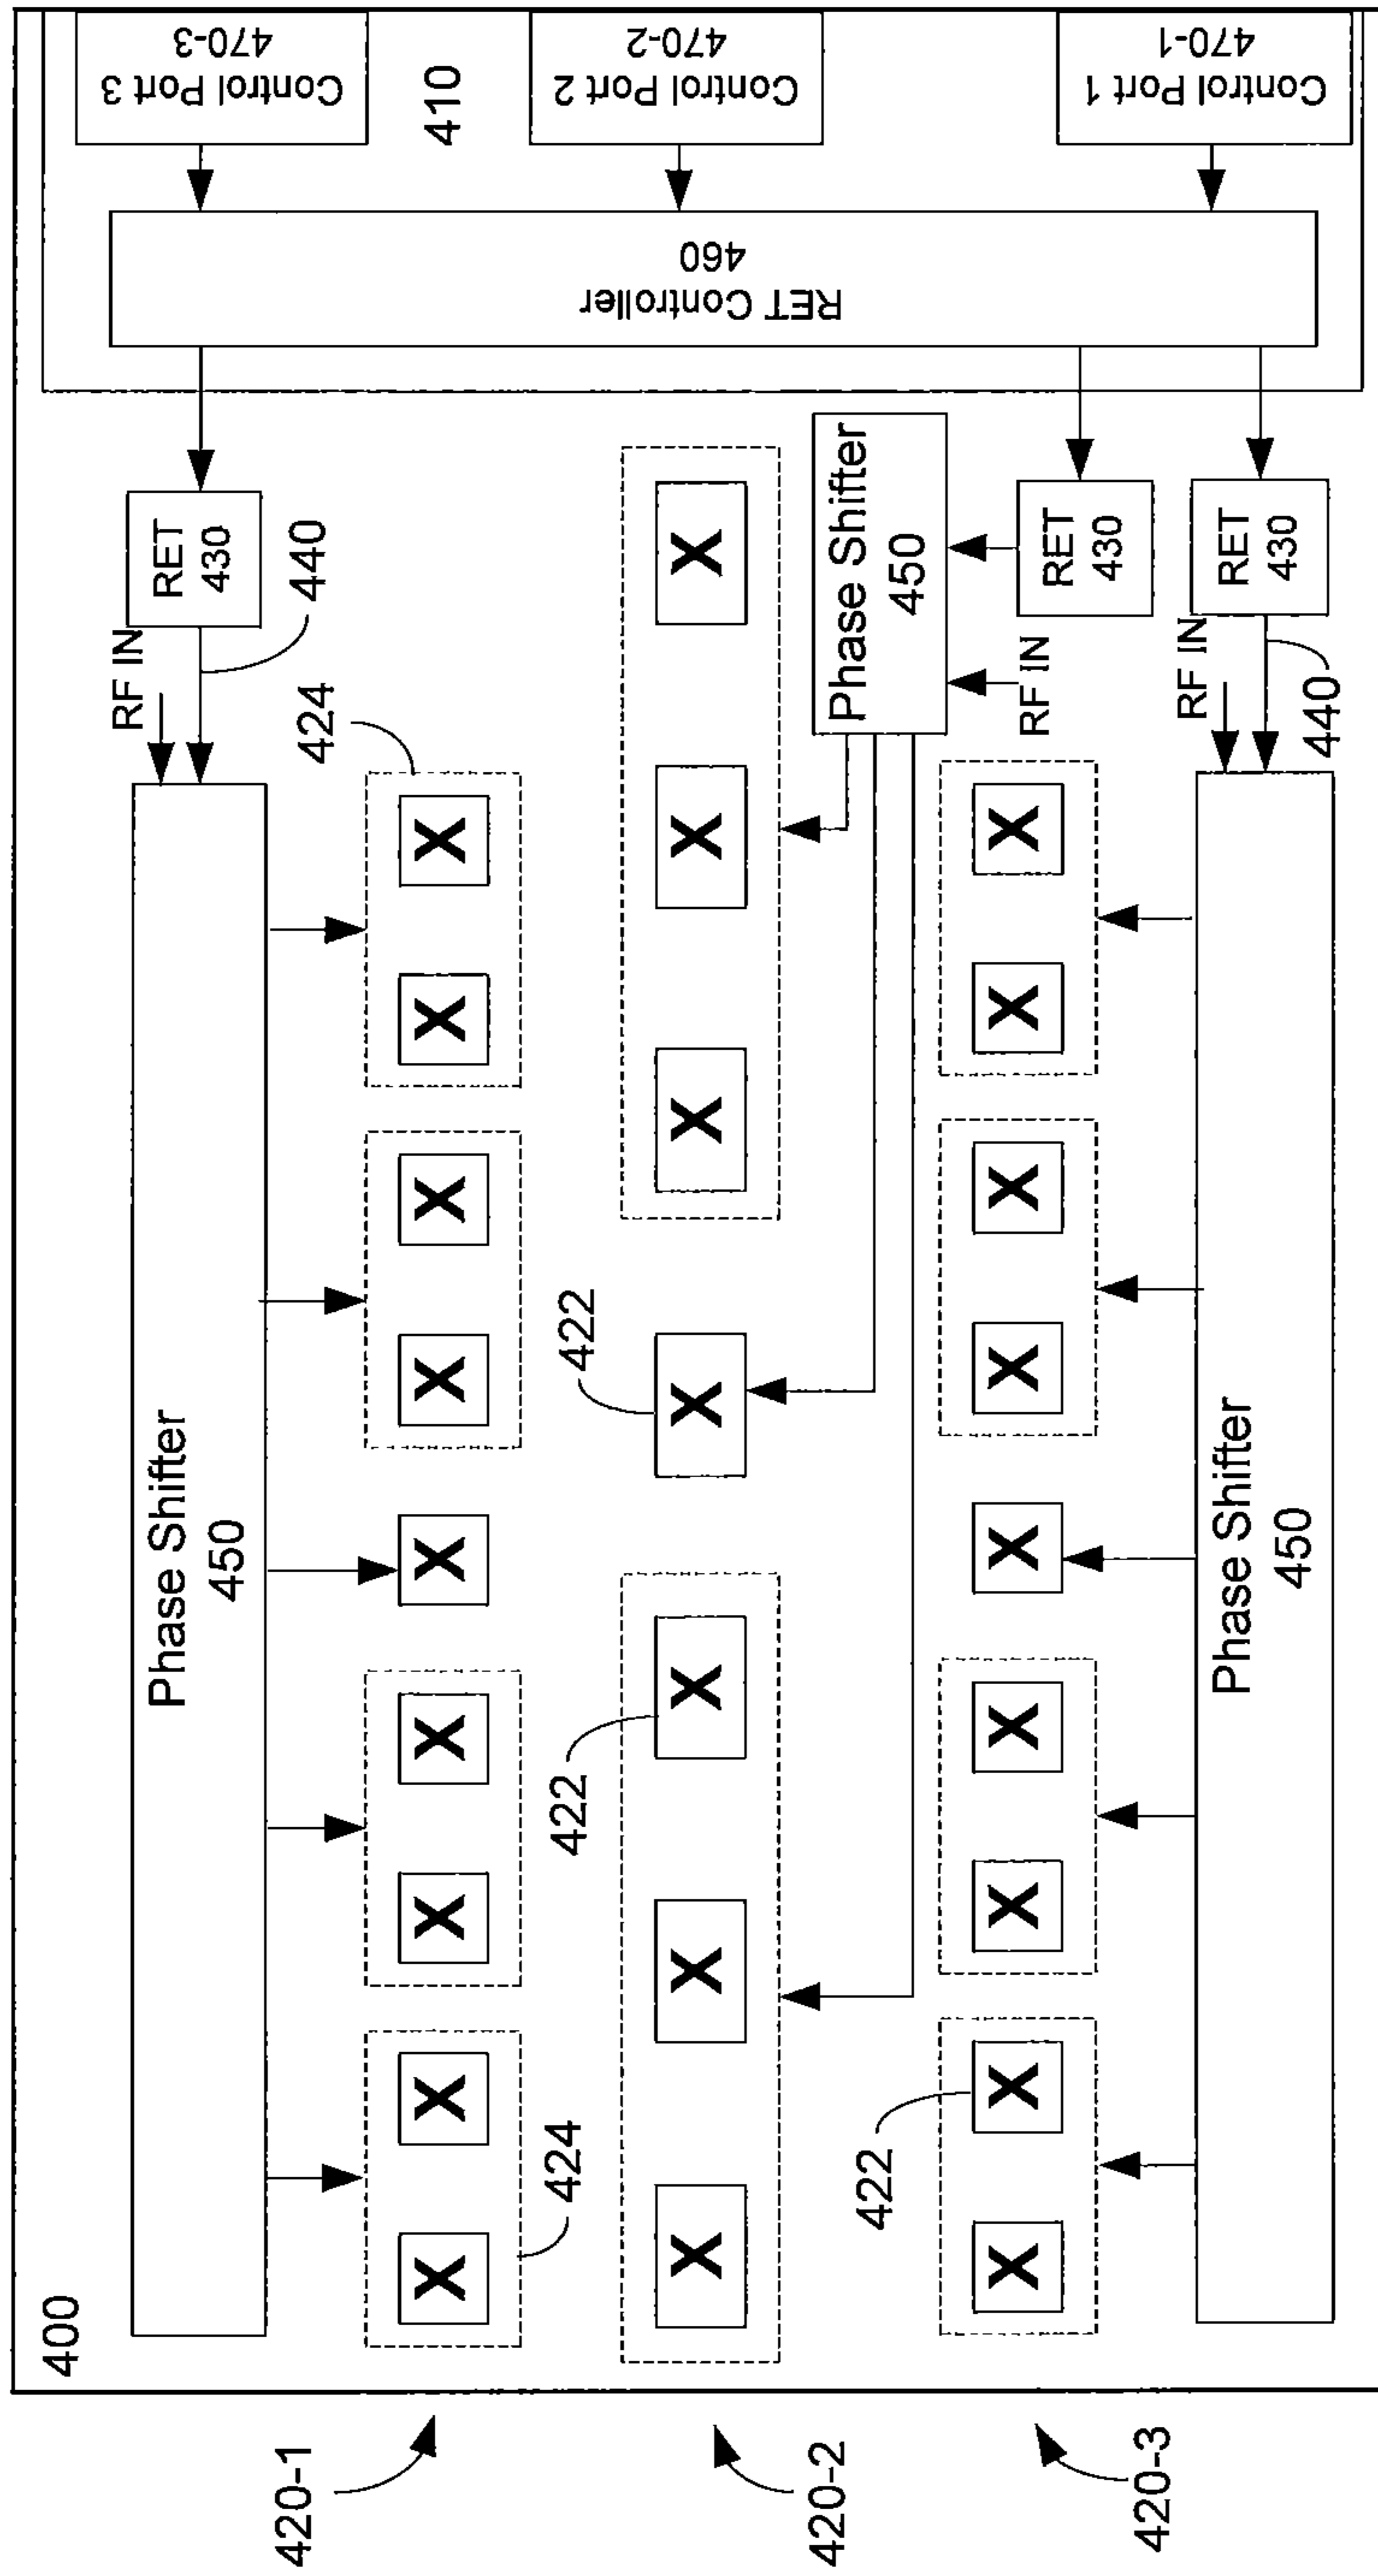 400
Control Port 3
470-3
410
Control Port 2
470-2
Control Port 1
470-1
RET Controller
460
RET
430
440
RF IN
Phase Shifter
450
424
X X X X X X X X X
424
420-1
422
422
X X X X X X X
420-2
Phase Shifter
450
RF IN
RET
430
X X X X X X X X X
422
420-3
RET
430
RF IN
440
Phase Shifter
450